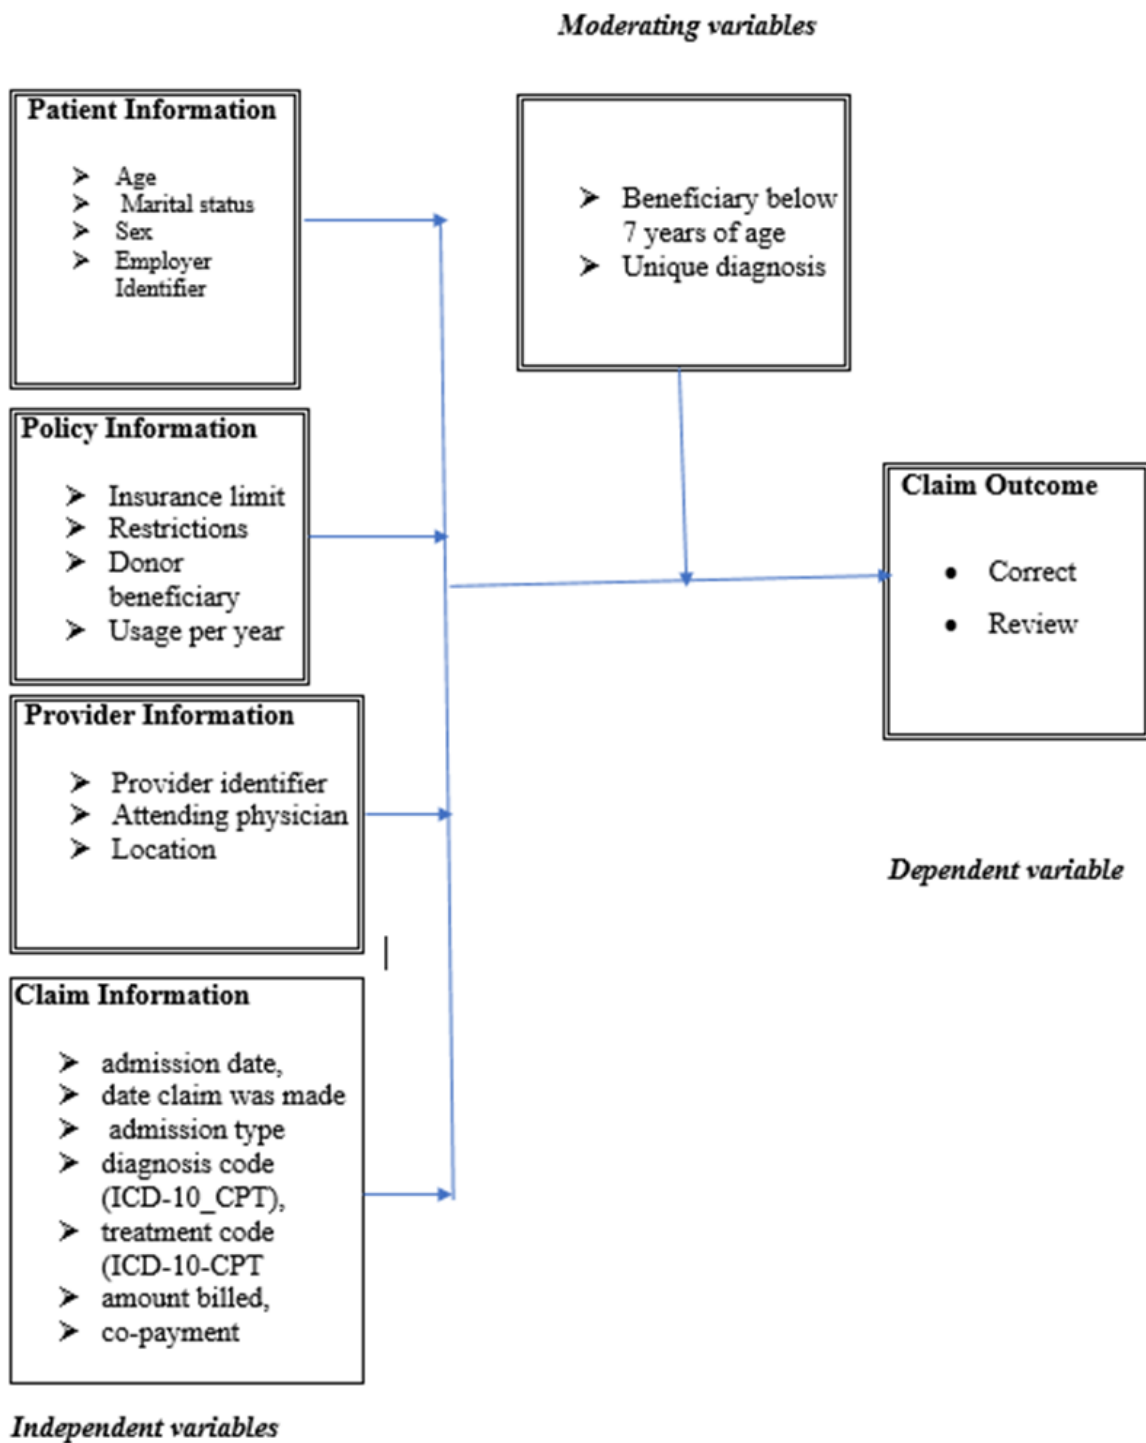 Moderating variables
Patient Information
➢ Age
➢ Marital status
➢ Sex
➢ Employer
Identifier
➢ Beneficiary below
7 years of age
➢ Unique diagnosis
Policy Information
➢ Insurance limit
➢ Restrictions
➢ Donor
beneficiary
➢ Usage per year
Claim Outcome
• Correct
• Review
Provider Information
➢ Provider identifier
➢ Attending physician
➢ Location
Dependent variable
Claim Information
➢ admission date,
➢ date claim was made
➢ admission type
➢ diagnosis code
(ICD-10_CPT),
➢ treatment code
(ICD-10-CPT
➢ amount billed,
➢ co-payment
Independent variables